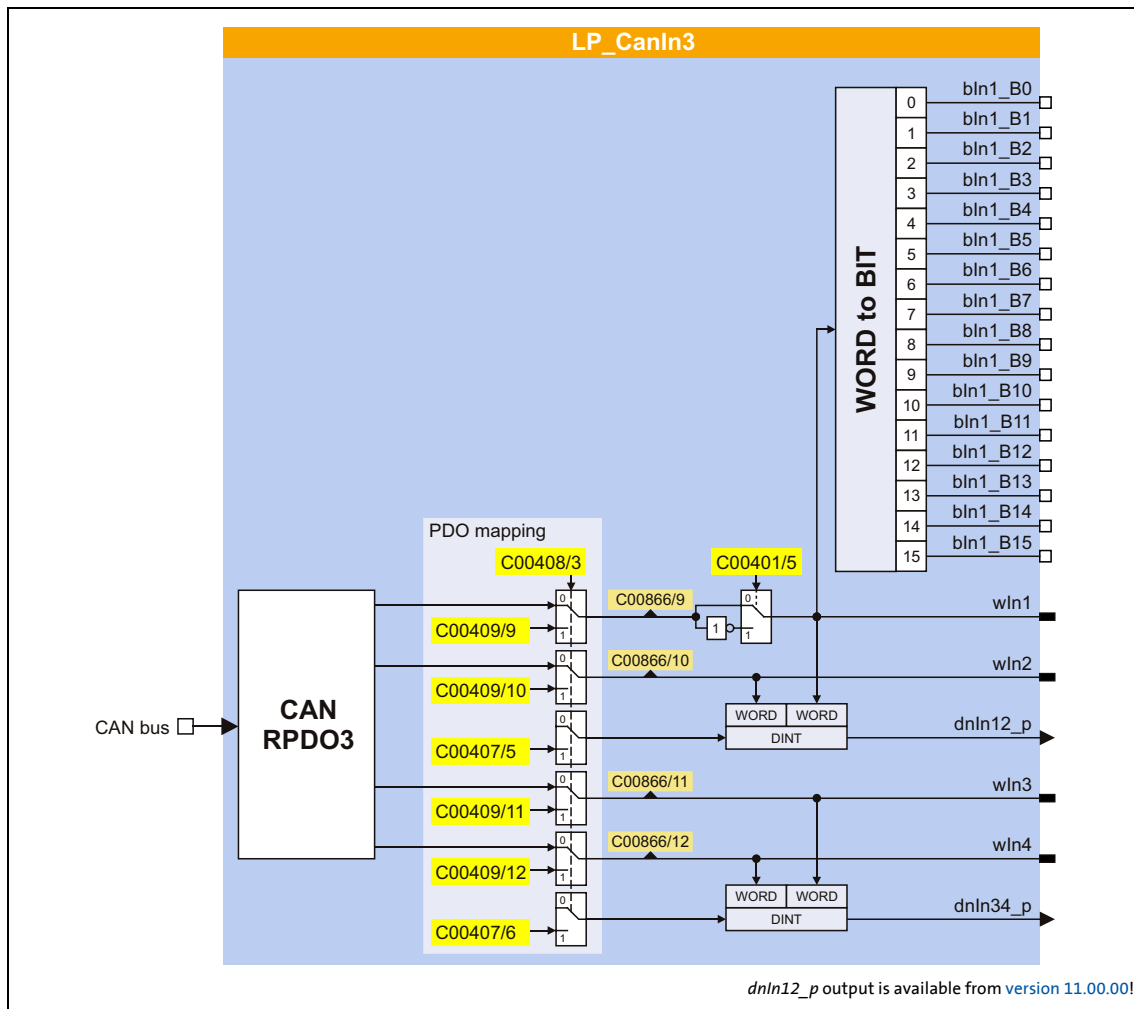 LP_CanIn3
bIn1_B0
0
bIn1_B1
1
bIn1_B2
2
bIn1_B3
3
bIn1_B4
4
bIn1_B5
5
bIn1_B6
6
bIn1_B7
7
bIn1_B8
8
bIn1_B9
9
bIn1_B10
10
bIn1_B11
11
bIn1_B12
12
bIn1_B13
13
bIn1_B14
14
bIn1_B15
15
WORD to BIT
PDO mapping
C00408/3
C00401/5
C00866/9
wIn1
0
0
C00409/9
1
1
1
C00866/10
wIn2
0
C00409/10
1
CAN
RPDO3
CAN bus
WORD WORD
DINT
dnIn12_p
0
C00407/5
1
C00866/11
wIn3
0
C00409/11
1
C00866/12
wIn4
0
C00409/12
1
WORD WORD
DINT
dnIn34_p
0
C00407/6
1
dnIn12_p output is available from version 11.00.00!